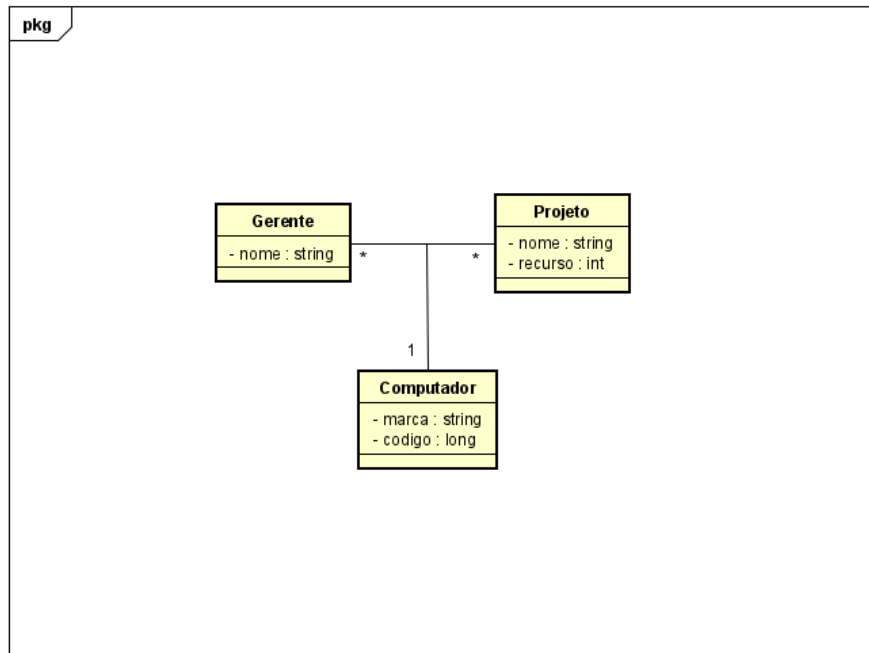 pkg
Gerente
- nome : string
*
*
Projeto
- nome : string
- recurso : int
1
Computador
- marca : string
- codigo : long